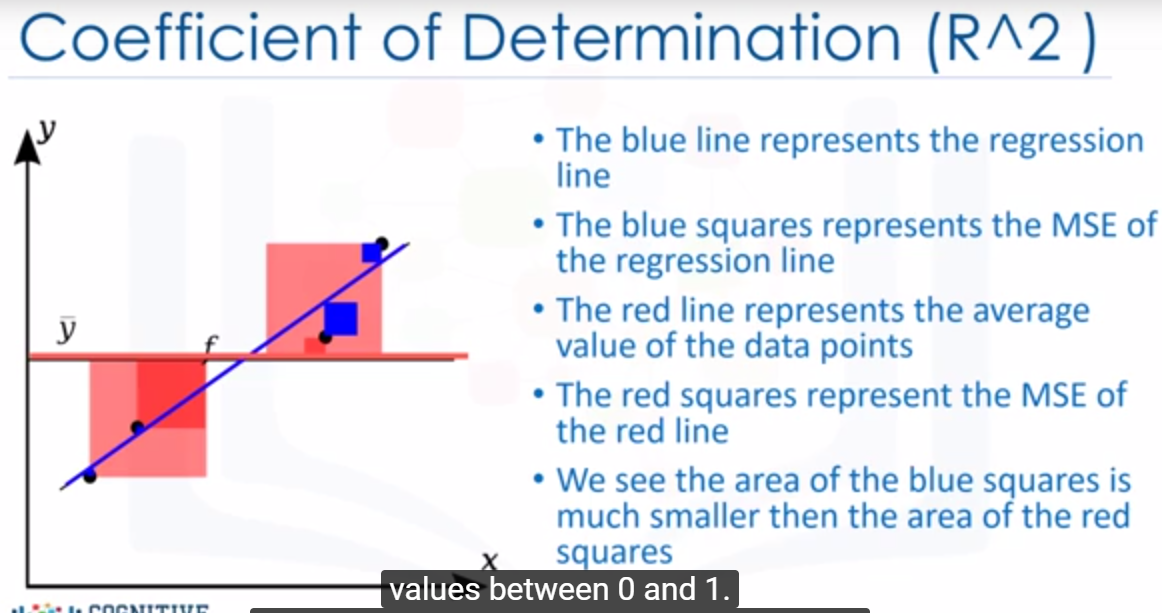 Coefficient of Determination (R^2 )
y
• The blue line represents the regression
line
• The blue squares represents the MSE of
the regression line
ȳ
f
• The red line represents the average
value of the data points
• The red squares represent the MSE of
the red line
• We see the area of the blue squares is
much smaller then the area of the red
squares
x
values between 0 and 1.
COGNITIVE